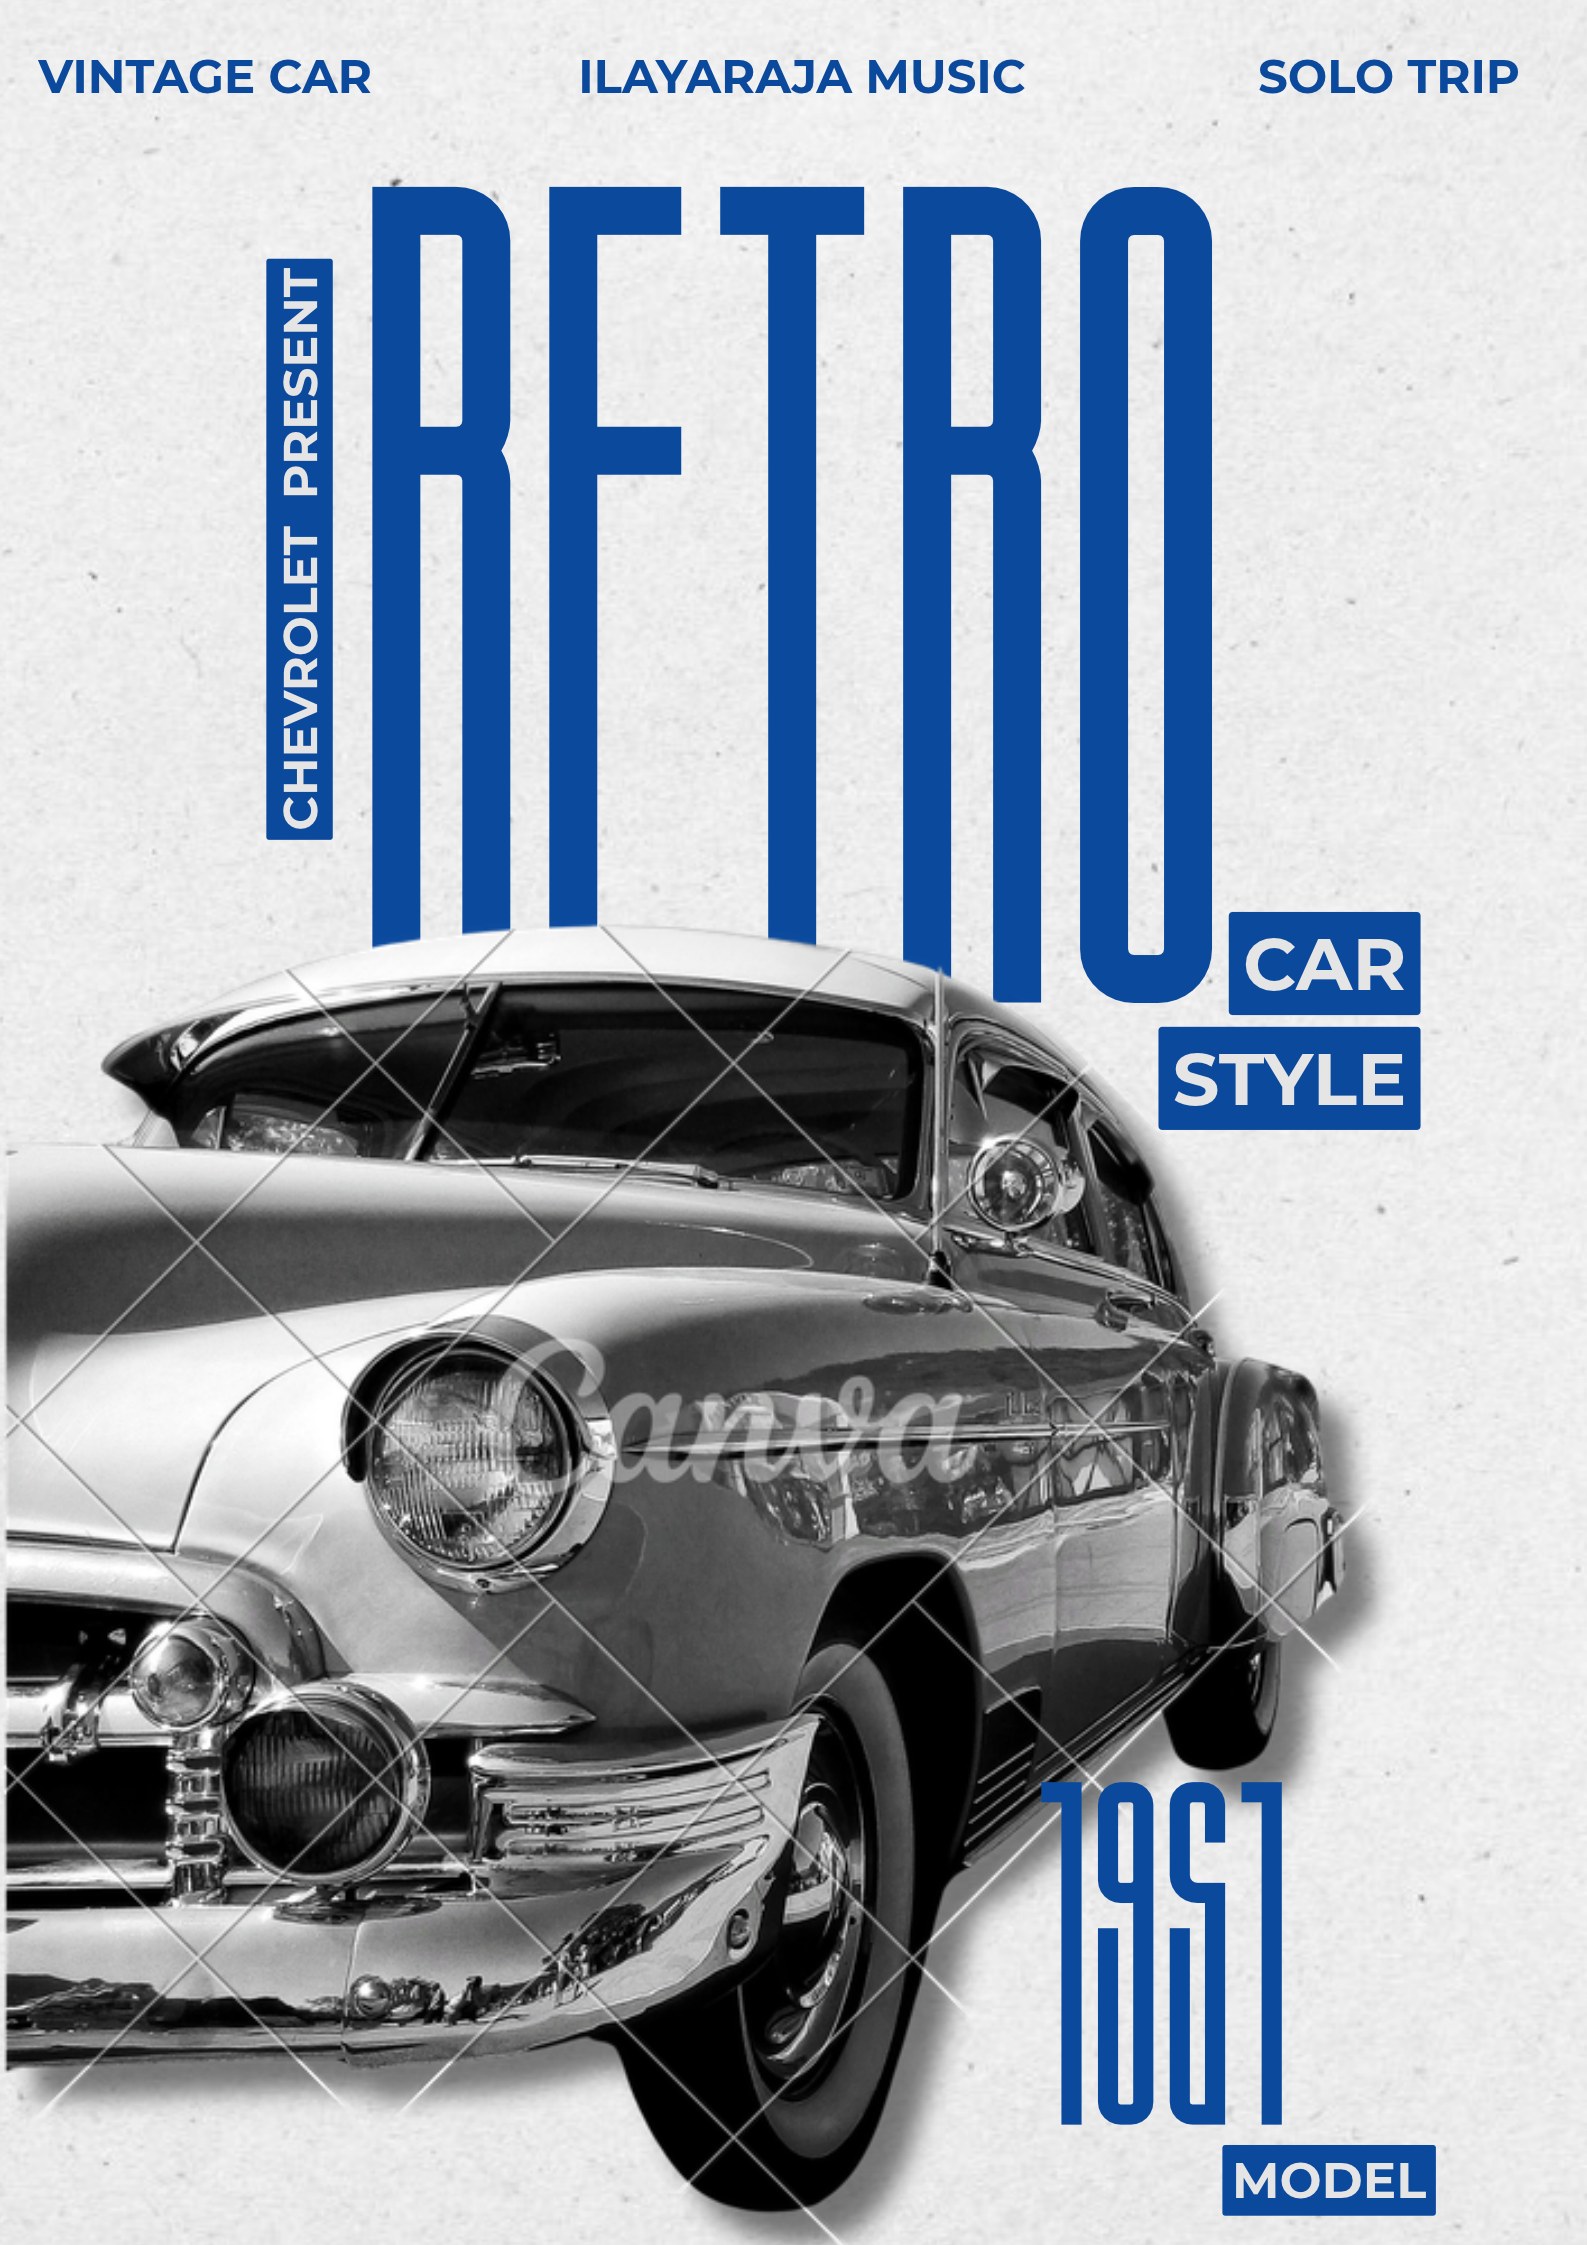 VINTAGE CAR ILAYARAJA MUSIC SOLO TRIP
CHEVROLET PRESENT
RETRO
CAR
STYLE
Canva
1951
MODEL